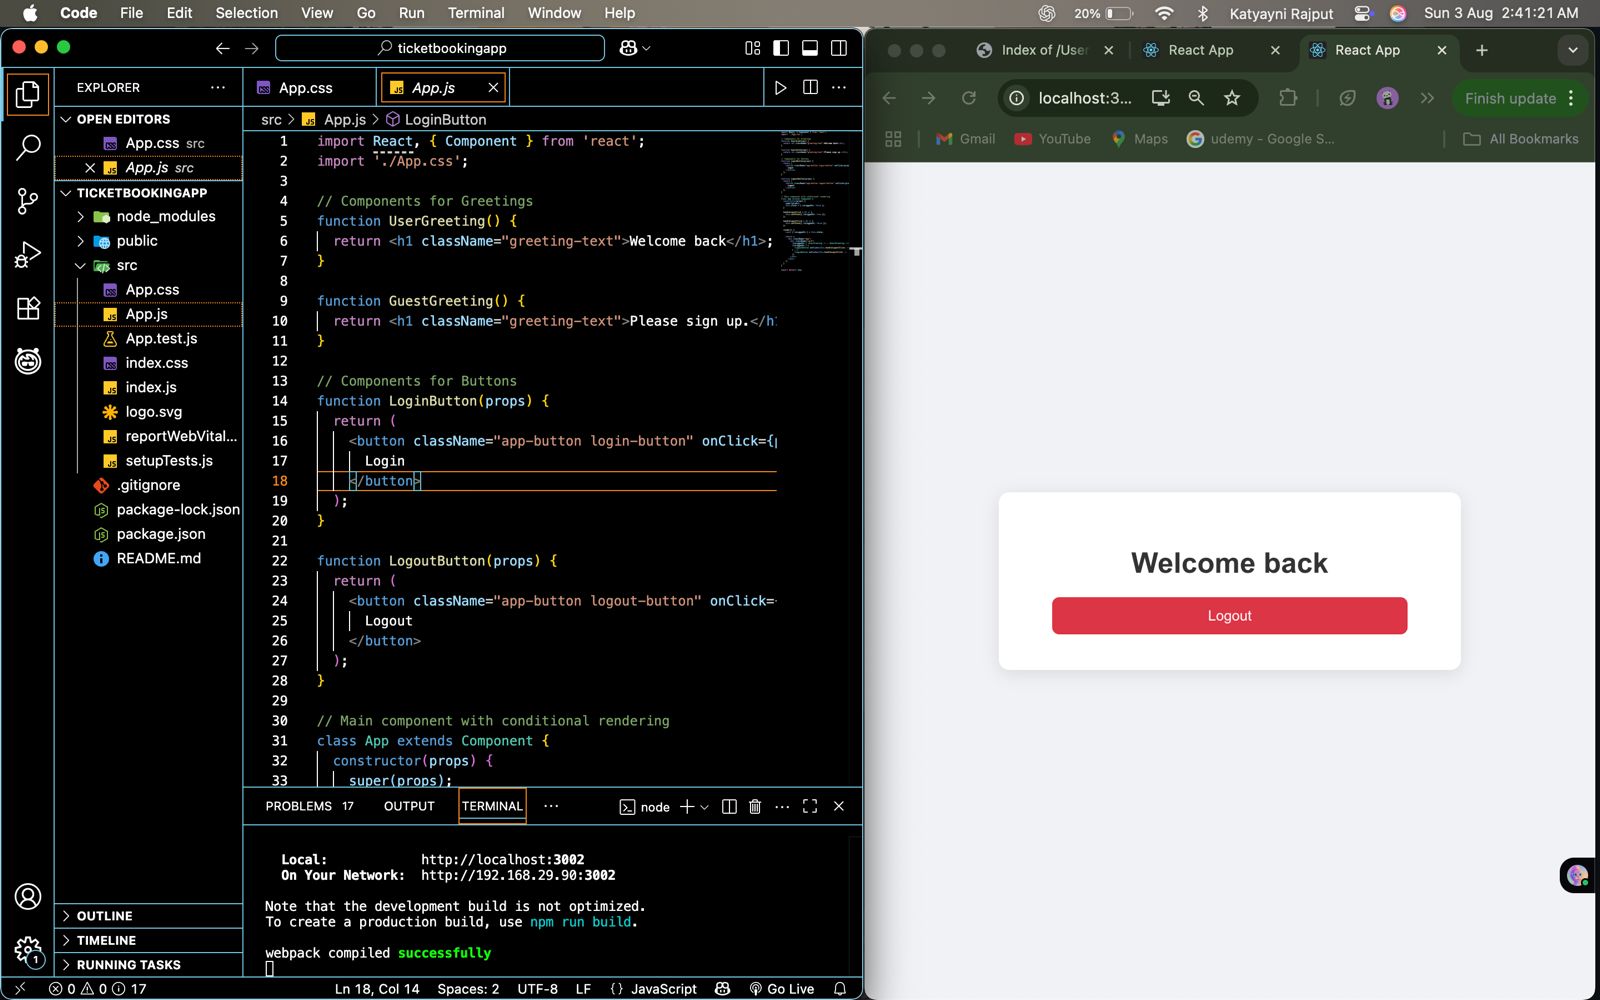 Code File Edit Selection View Go Run Terminal Window Help 20% Katyayni Rajput Sun 3 Aug 2:41:21 AM
ticketbookingapp
EXPLORER
OPEN EDITORS
App.css src
App.js src
TICKETBOOKINGAPP
node_modules
public
src
App.css
App.js
App.test.js
index.css
index.js
logo.svg
reportWebVital...
setupTests.js
.gitignore
package-lock.json
package.json
README.md
OUTLINE
TIMELINE
RUNNING TASKS
App.css App.js
src > App.js > LoginButton
1 import React, { Component } from 'react';
2 import './App.css';
3
4 // Components for Greetings
5 function UserGreeting() {
6 return <h1 className="greeting-text">Welcome back</h1>;
7 }
8
9 function GuestGreeting() {
10 return <h1 className="greeting-text">Please sign up.</h
11 }
12
13 // Components for Buttons
14 function LoginButton(props) {
15 return (
16 <button className="app-button login-button" onClick={p
17 Login
18 </button>
19 );
20 }
21
22 function LogoutButton(props) {
23 return (
24 <button className="app-button logout-button" onClick=
25 Logout
26 </button>
27 );
28 }
29
30 // Main component with conditional rendering
31 class App extends Component {
32 constructor(props) {
33 super(props);
PROBLEMS 17 OUTPUT TERMINAL node
Local: http://localhost:3002
On Your Network: http://192.168.29.90:3002
Note that the development build is not optimized.
To create a production build, use npm run build.
webpack compiled successfully
1
0 0 17 Ln 18, Col 14 Spaces: 2 UTF-8 LF {} JavaScript Go Live
Index of /User React App React App
localhost:3... Finish update
Gmail YouTube Maps udemy - Google S... All Bookmarks
Welcome back
Logout